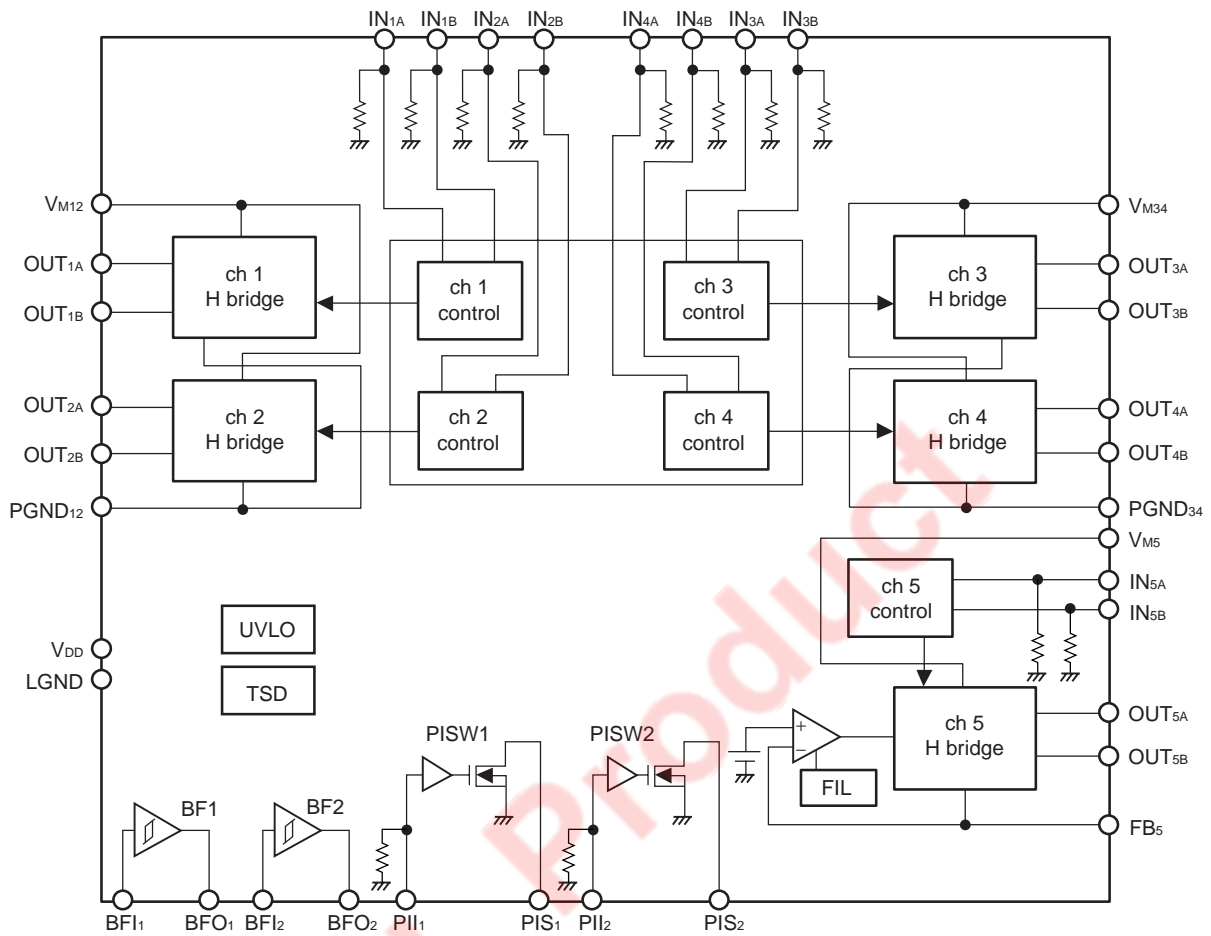 IN1A IN1B IN2A IN2B IN4A IN4B IN3A IN3B
VM12
VM34
OUT1A
ch 1
H bridge
ch 1
control
ch 3
control
ch 3
H bridge
OUT3A
OUT1B
OUT3B
OUT2A
ch 2
H bridge
ch 2
control
ch 4
control
ch 4
H bridge
OUT4A
OUT2B
OUT4B
PGND12
PGND34
VM5
ch 5
control
IN5A
IN5B
UVLO
VDD
LGND
TSD
PISW1
PISW2
+
−
ch 5
H bridge
OUT5A
OUT5B
FIL
BF1
BF2
FB5
BFI1 BFO1 BFI2 BFO2 PII1 PIS1 PII2 PIS2
Product